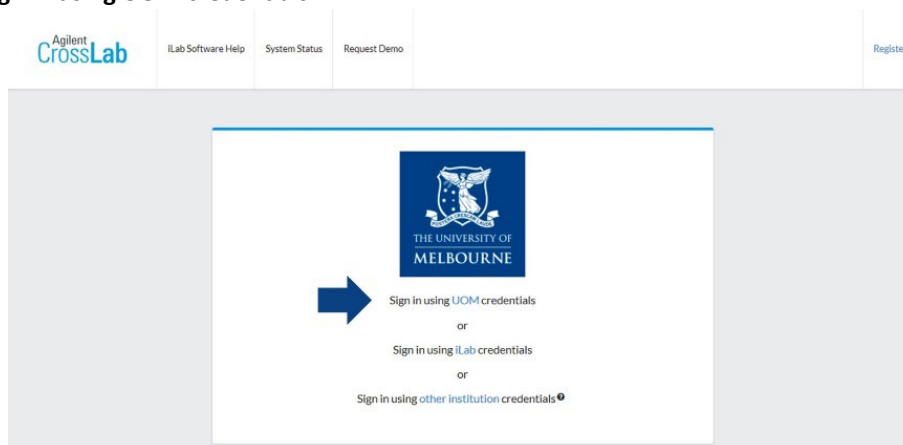 Agilent
CrossLab
iLab Software Help
System Status
Request Demo
THE UNIVERSITY OF
MELBOURNE
Sign in using UOM credentials
or
Sign in using iLab credentials
or
Sign in using other institution credentials